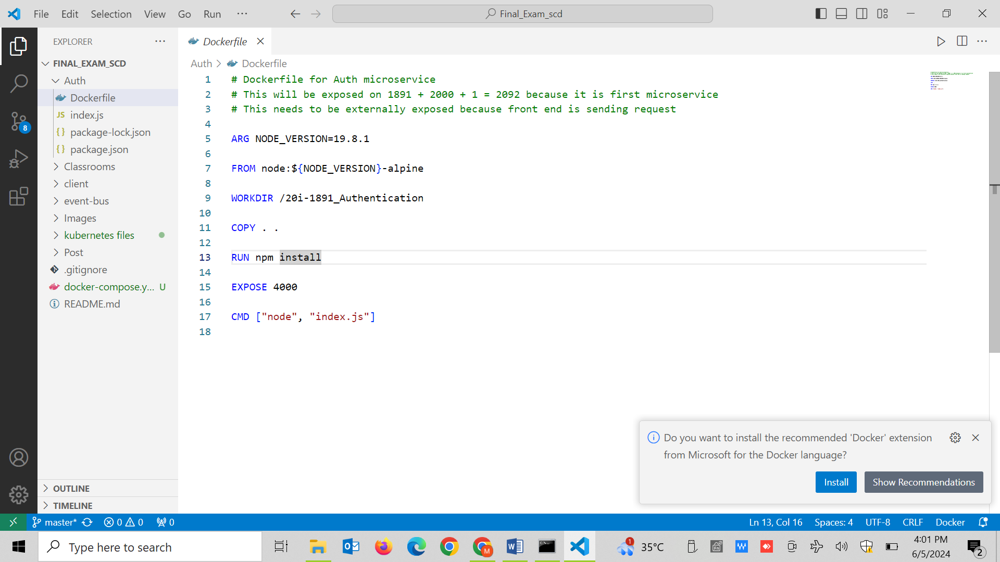 File Edit Selection View Go Run ... Final_Exam_scd
EXPLORER ...
FINAL_EXAM_SCD
Auth
Dockerfile
JS index.js
{} package-lock.json
{} package.json
Classrooms
client
event-bus
Images
kubernetes files
Post
.gitignore
docker-compose.y... U
README.md
OUTLINE
TIMELINE
8
Dockerfile
Auth > Dockerfile
1 # Dockerfile for Auth microservice
2 # This will be exposed on 1891 + 2000 + 1 = 2092 because it is first microservice
3 # This needs to be externally exposed because front end is sending request
4
5 ARG NODE_VERSION=19.8.1
6
7 FROM node:${NODE_VERSION}-alpine
8
9 WORKDIR /20i-1891_Authentication
10
11 COPY . .
12
13 RUN npm install
14
15 EXPOSE 4000
16
17 CMD ["node", "index.js"]
18
Do you want to install the recommended 'Docker' extension
from Microsoft for the Docker language?
Install Show Recommendations
master* 0 0 0 Ln 13, Col 16 Spaces: 4 UTF-8 CRLF Docker
Type here to search
M
1
35°C
Fn
4:01 PM
6/5/2024
2